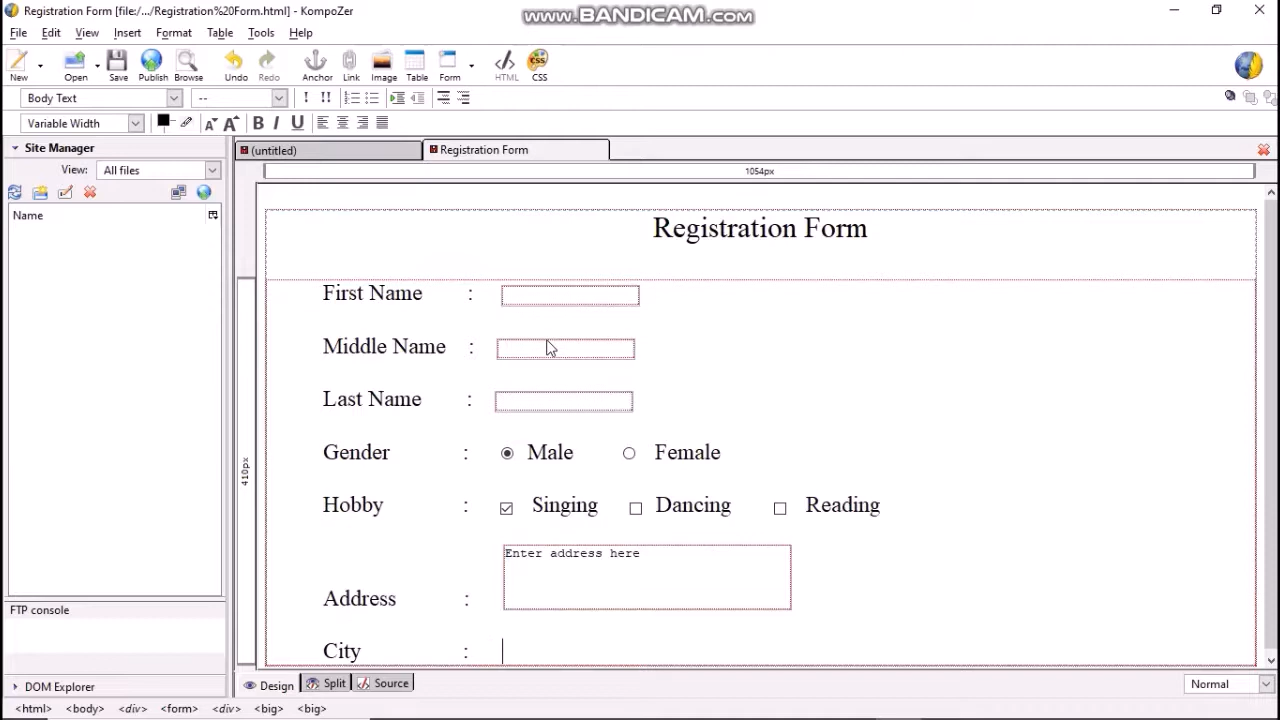 Registration Form [file:/.../Registration%20Form.html] - KompoZer
www.BANDICAM.com
File Edit View Insert Format Table Tools Help
New Open Save Publish Browse Undo Redo Anchor Link Image Table Form HTML CSS
Body Text --
Variable Width B I U
Site Manager
View: All files
Name
FTP console
DOM Explorer
(untitled) Registration Form
1054px
410px
Registration Form
First Name :
Middle Name :
Last Name :
Gender : Male Female
Hobby : Singing Dancing Reading
Enter address here
Address :
City :
Design Split Source Normal
<html> <body> <div> <form> <div> <big> <big>